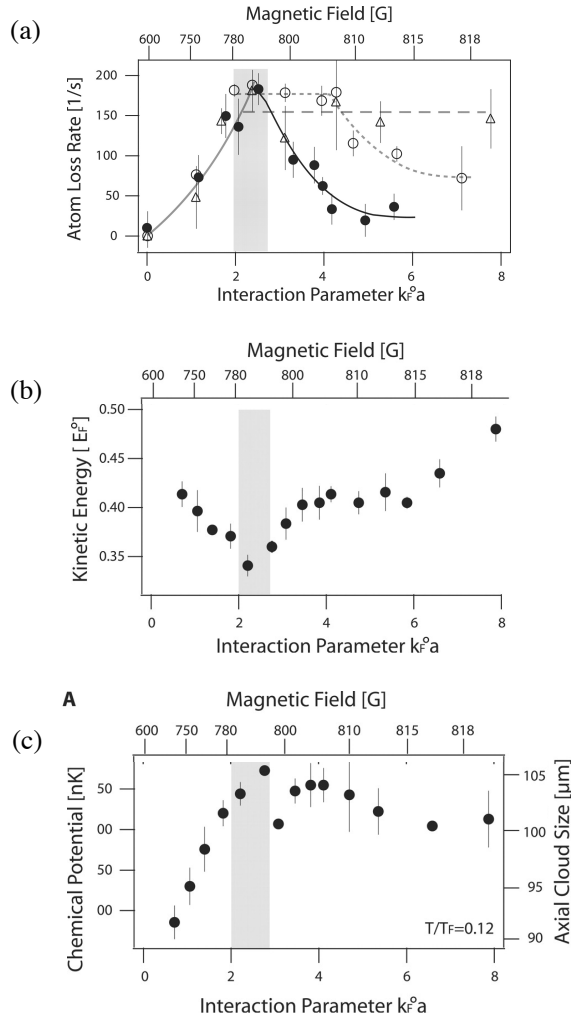 (a)
Magnetic Field [G]
600 750 780 800 810 815 818
Atom Loss Rate [1/s]
200
150
100
50
0
0 2 4 6 8
Interaction Parameter kF°a
(b)
Magnetic Field [G]
600 750 780 800 810 815 818
Kinetic Energy [ EF°]
0.50
0.45
0.40
0.35
0 2 4 6 8
Interaction Parameter kF°a
A
Magnetic Field [G]
(c)
600 750 780 800 810 815 818
Chemical Potential [nK]
50
00
50
00
105
100
95
90
Axial Cloud Size [µm]
T/TF=0.12
0 2 4 6 8
Interaction Parameter kF°a